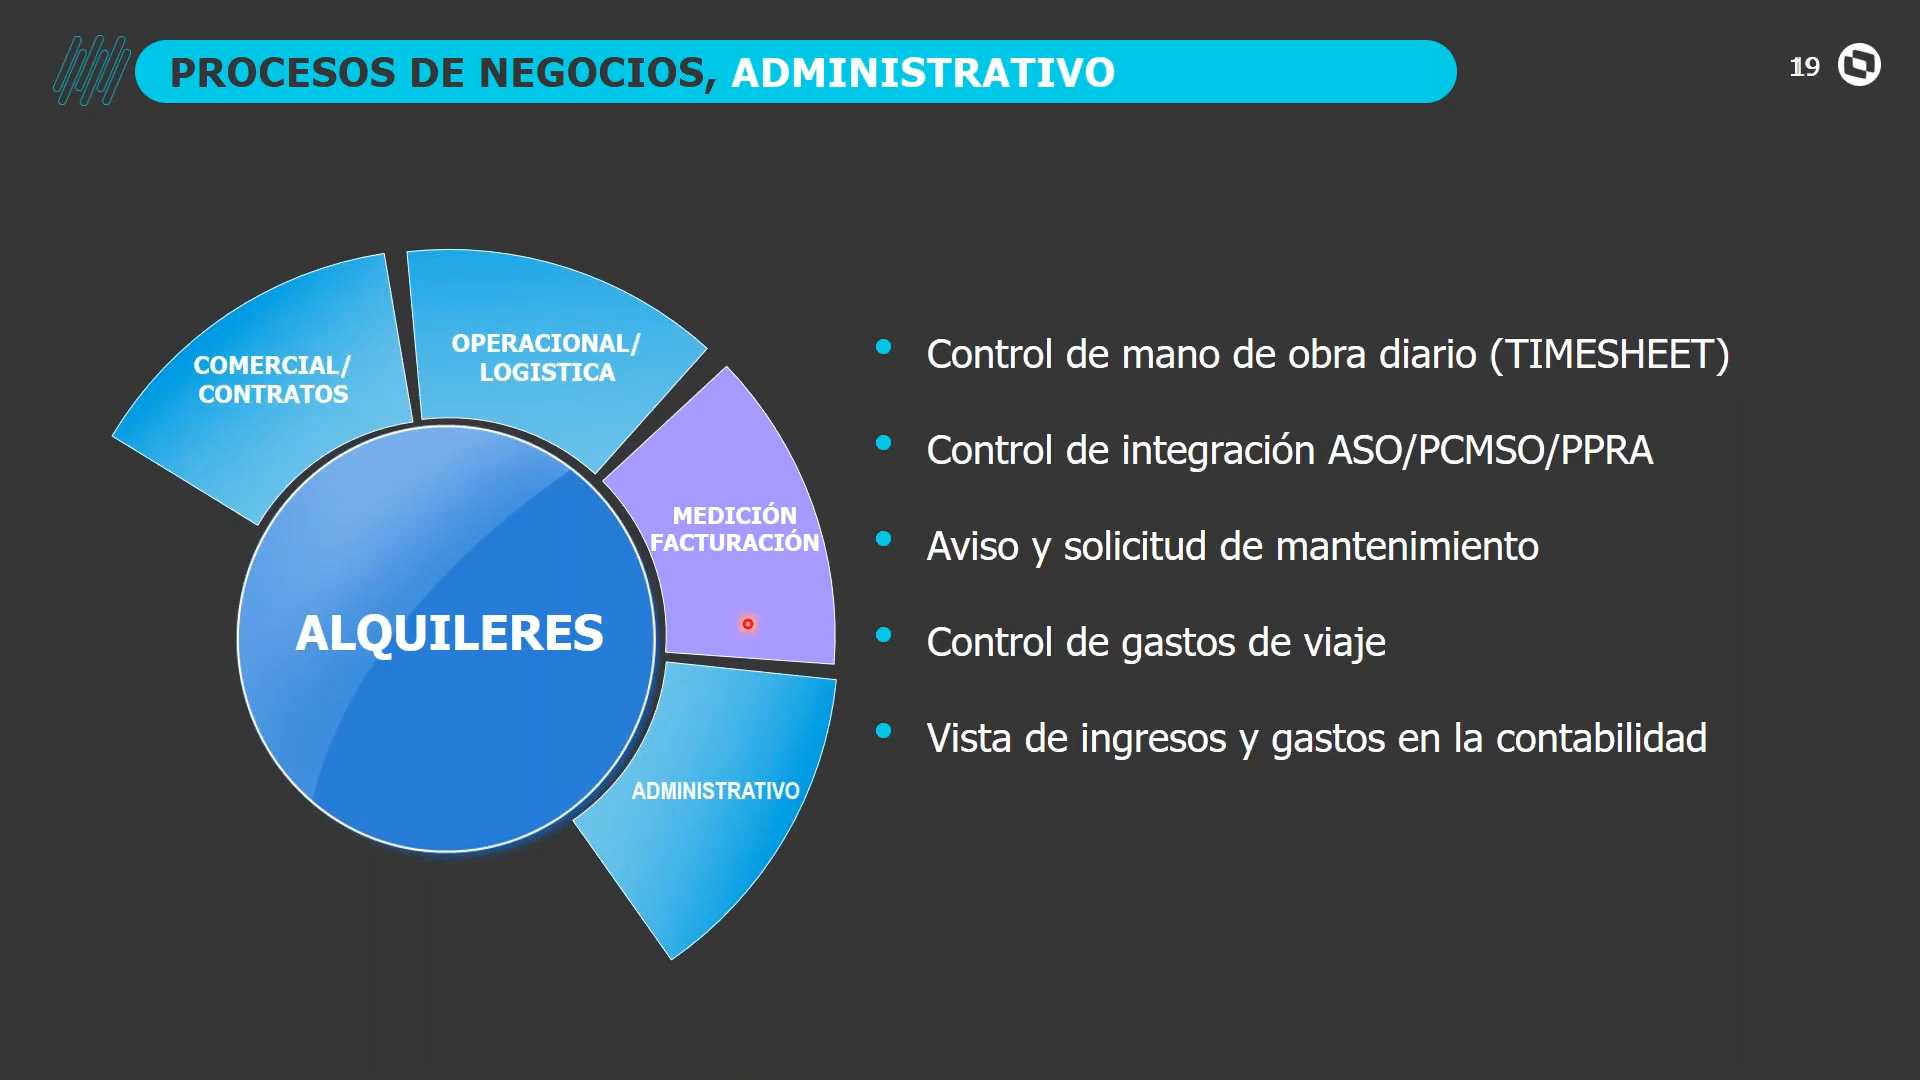 PROCESOS DE NEGOCIOS, ADMINISTRATIVO
19
COMERCIAL/
CONTRATOS
OPERACIONAL/
LOGISTICA
MEDICIÓN
FACTURACIÓN
ADMINISTRATIVO
ALQUILERES
• Control de mano de obra diario (TIMESHEET)
• Control de integración ASO/PCMSO/PPRA
• Aviso y solicitud de mantenimiento
• Control de gastos de viaje
• Vista de ingresos y gastos en la contabilidad